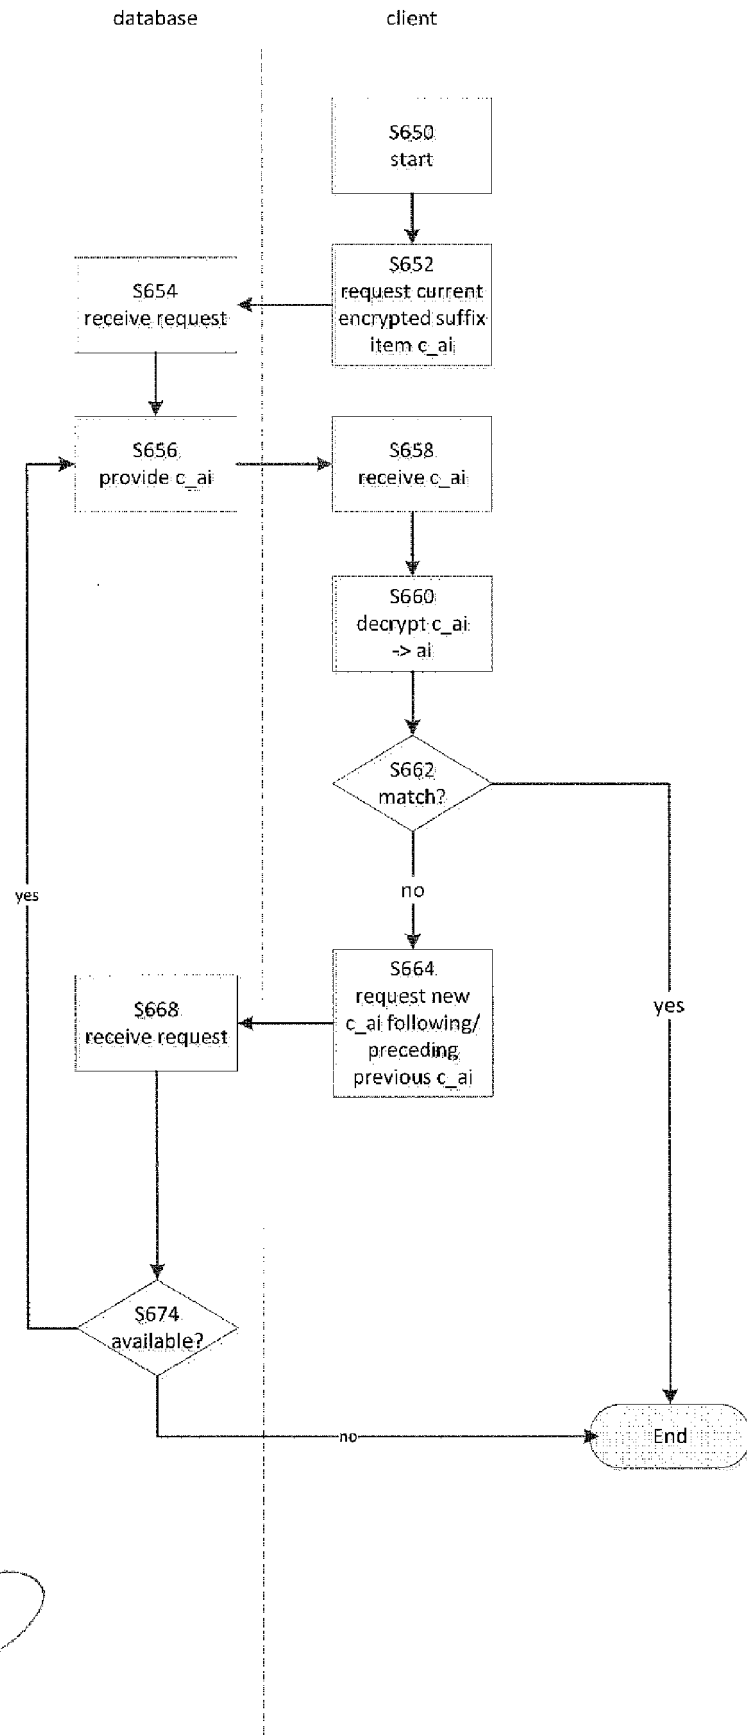 database
client
S650
start
S652
request current
encrypted suffix
item c_ai
S654
receive request
S656
provide c_ai
S658
receive c_ai
S660
decrypt c_ai
-> ai
S662
match?
no
yes
S664
request new
c_ai following/
preceding
previous c_ai
S668
receive request
yes
S674
available?
no
End